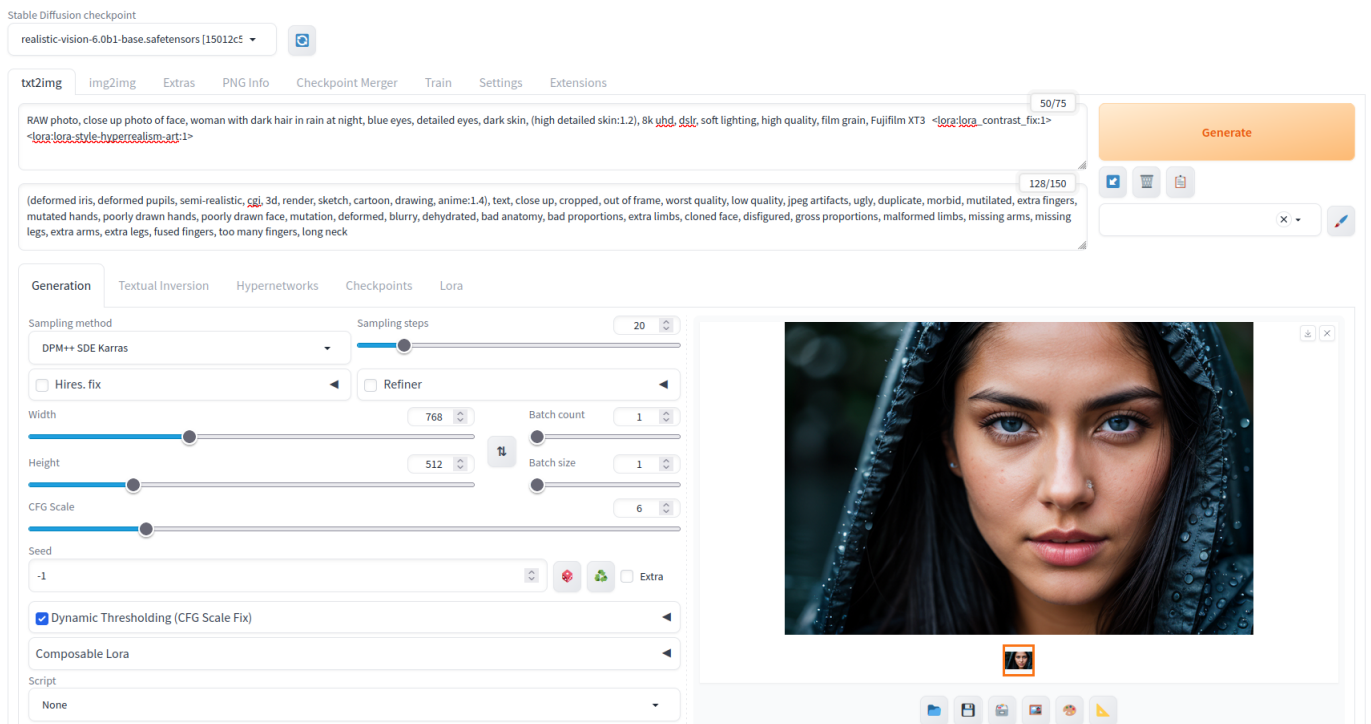 Stable Diffusion checkpoint
realistic-vision-6.0b1-base.safetensors [15012c5
txt2img img2img Extras PNG Info Checkpoint Merger Train Settings Extensions
50/75
RAW photo, close up photo of face, woman with dark hair in rain at night, blue eyes, detailed eyes, dark skin, (high detailed skin:1.2), 8k uhd, dslr, soft lighting, high quality, film grain, Fujifilm XT3 <lora:lora_contrast_fix:1>
<lora:lora-style-hyperrealism-art:1>
Generate
128/150
(deformed iris, deformed pupils, semi-realistic, cgi, 3d, render, sketch, cartoon, drawing, anime:1.4), text, close up, cropped, out of frame, worst quality, low quality, jpeg artifacts, ugly, duplicate, morbid, mutilated, extra fingers,
mutated hands, poorly drawn hands, poorly drawn face, mutation, deformed, blurry, dehydrated, bad anatomy, bad proportions, extra limbs, cloned face, disfigured, gross proportions, malformed limbs, missing arms, missing
legs, extra arms, extra legs, fused fingers, too many fingers, long neck
Generation Textual Inversion Hypernetworks Checkpoints Lora
Sampling method
DPM++ SDE Karras
Sampling steps
20
Hires. fix
Refiner
Width
768
Batch count
1
Height
512
Batch size
1
CFG Scale
6
Seed
-1
Extra
Dynamic Thresholding (CFG Scale Fix)
Composable Lora
Script
None